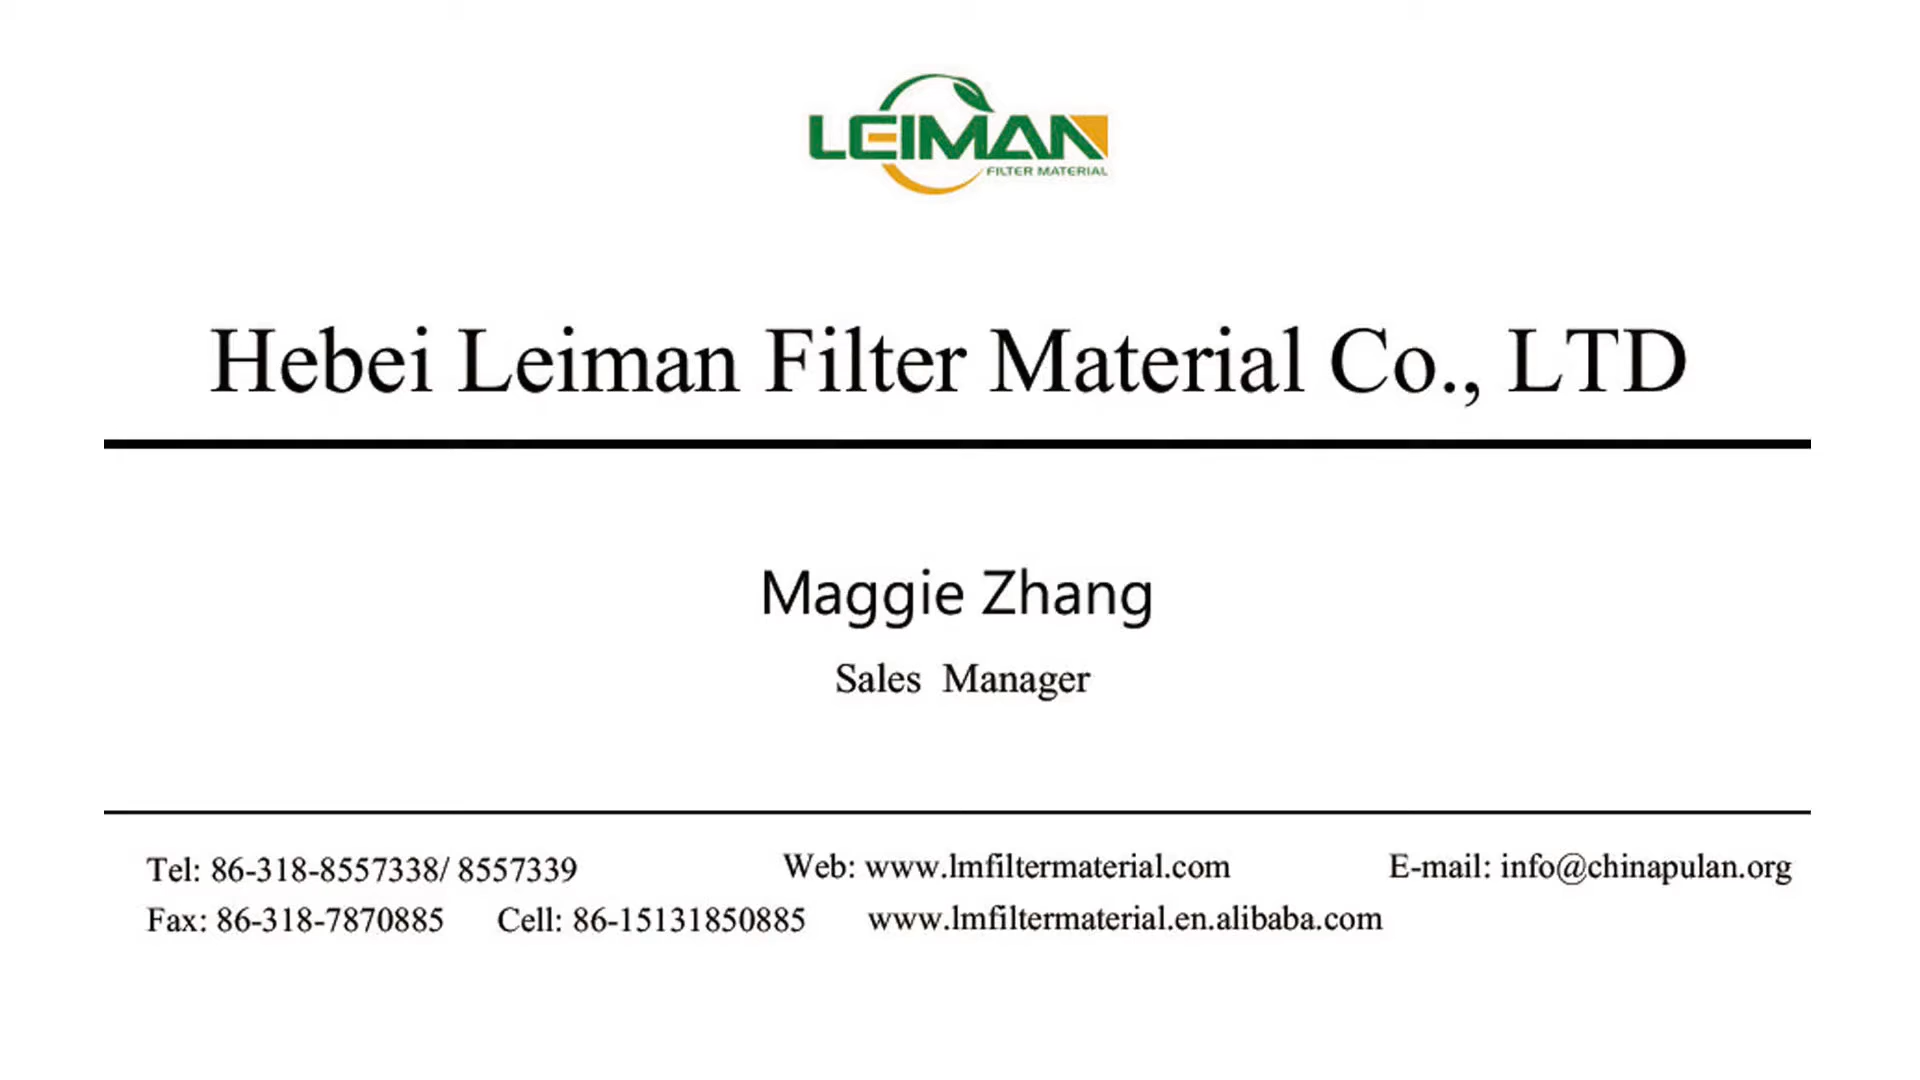 LEIMAN
FILTER MATERIAL
Hebei Leiman Filter Material Co., LTD
Maggie Zhang
Sales Manager
Tel: 86-318-8557338/ 8557339
Fax: 86-318-7870885 Cell: 86-15131850885
Web: www.lmfiltermaterial.com
www.lmfiltermaterial.en.alibaba.com
E-mail: info@chinapulan.org